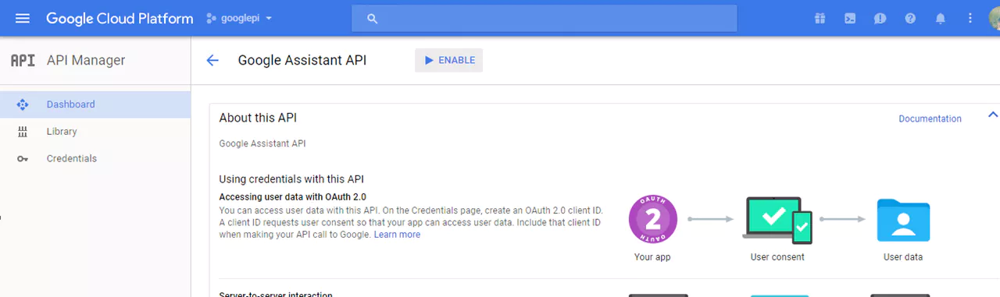 Google Cloud Platform googlepi
API API Manager
Google Assistant API ENABLE
Dashboard
Library
Credentials
About this API
Documentation
Google Assistant API
Using credentials with this API
Accessing user data with OAuth 2.0
You can access user data with this API. On the Credentials page, create an OAuth 2.0 client ID.
A client ID requests user consent so that your app can access user data. Include that client ID
when making your API call to Google. Learn more
OAUTH
2
OAUTH
Your app
User consent
User data
Server-to-server interaction